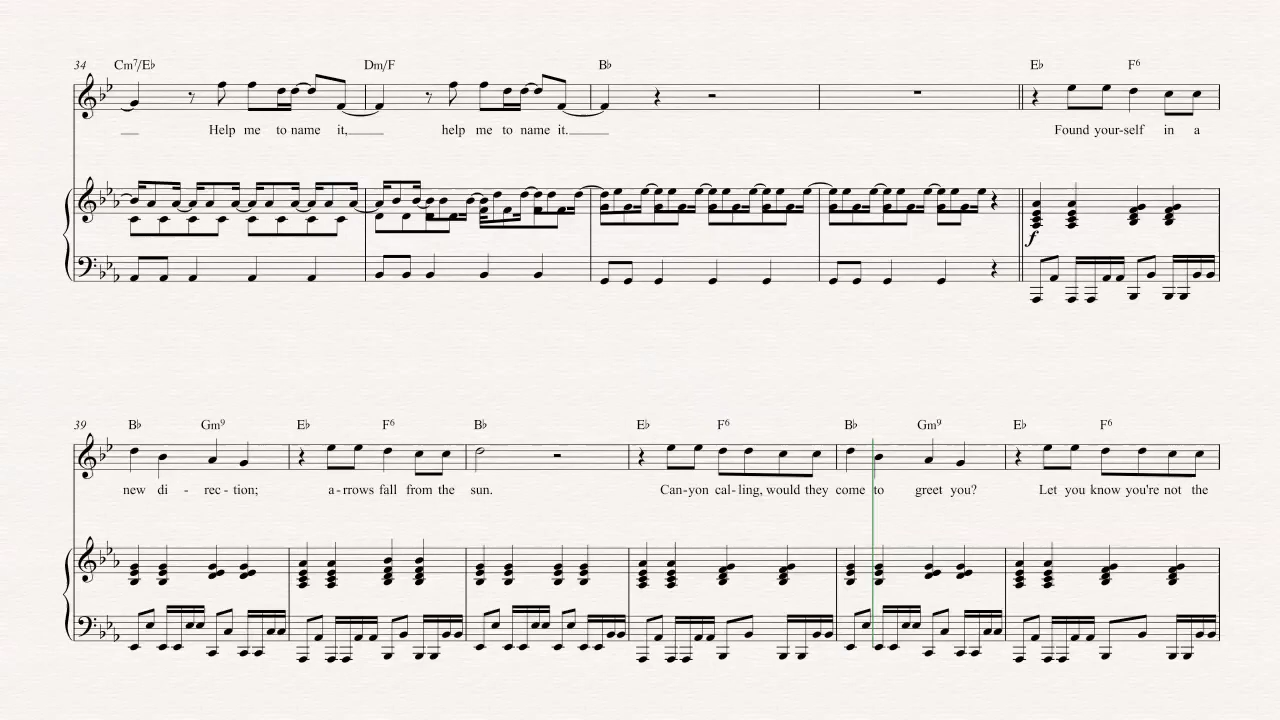 34 Cm7/E♭ Dm/F B♭ E♭ F6
Help me to name it, help me to name it. Found your-self in a
f
39 B♭ Gm9 E♭ F6 B♭ E♭ F6 B♭ Gm9 E♭ F6
new di - rec - tion; a - rrows fall from the sun. Can-yon cal-ling, would they come to greet you? Let you know you're not the